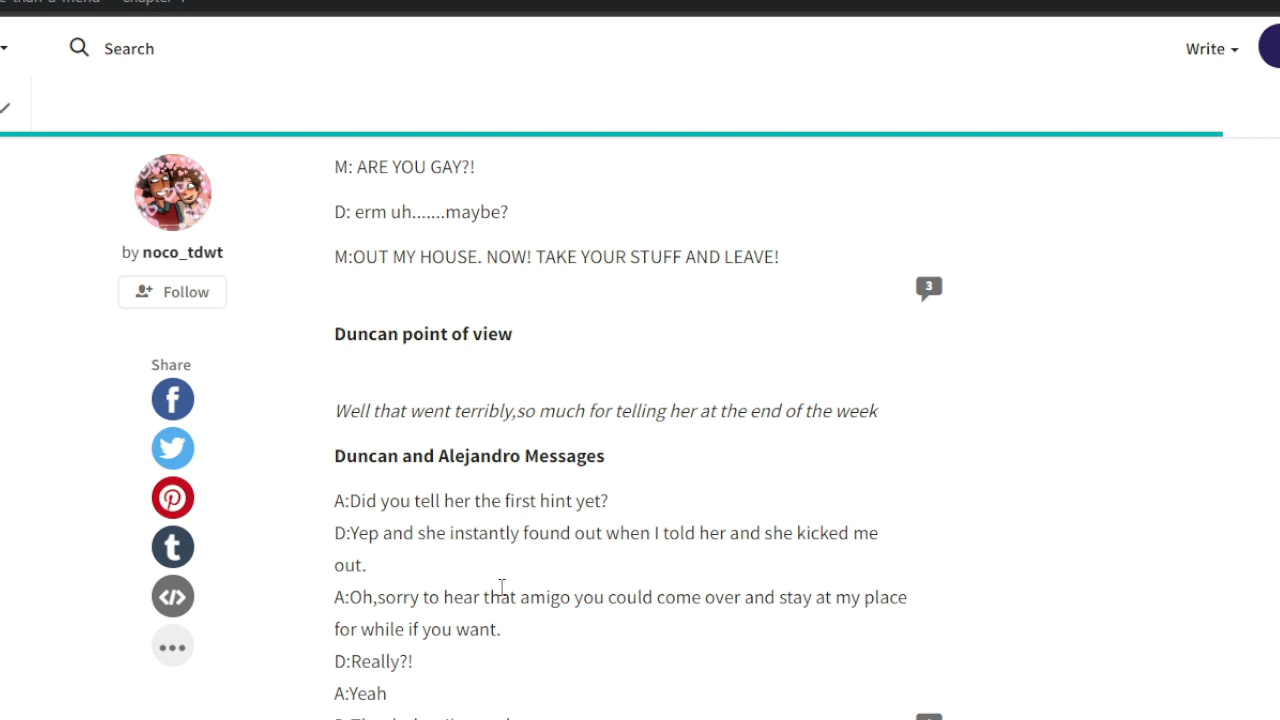 Search
Write
M: ARE YOU GAY?!
D: erm uh.......maybe?
by noco_tdwt
M:OUT MY HOUSE. NOW! TAKE YOUR STUFF AND LEAVE!
Follow
3
Duncan point of view
Share
Well that went terribly,so much for telling her at the end of the week
Duncan and Alejandro Messages
A:Did you tell her the first hint yet?
D:Yep and she instantly found out when I told her and she kicked me
out.
A:Oh,sorry to hear that amigo you could come over and stay at my place
for while if you want.
D:Really?!
A:Yeah